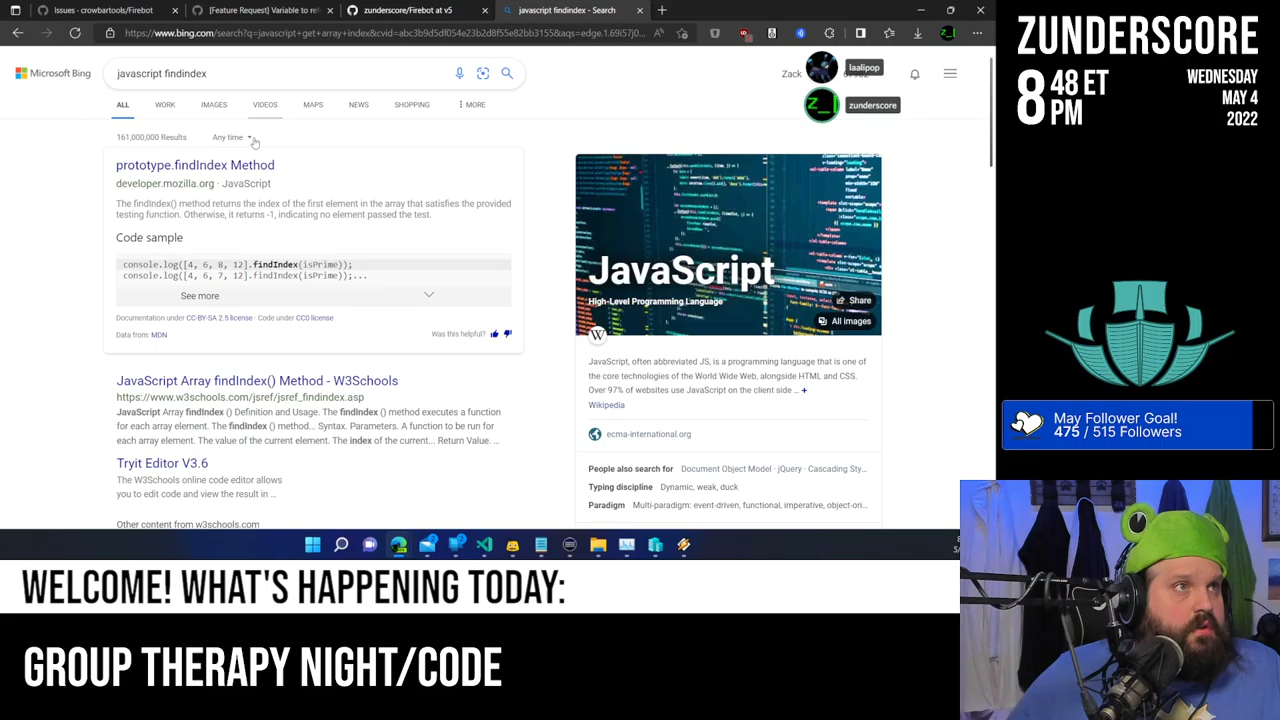 Issues · crowbartools/Firebot
[Feature Request] Variable to re
zunderscore/Firebot at v5
javascript findindex - Search
https://www.bing.com/search?q=javascript+get+array+index&cvid=abc3b9d5df054e23b2d8f55e82bb3155&aqs=edge.1.69i57j0...
Microsoft Bing
javascript findindex
Zack
laalipop
zunderscore
ALL
WORK
IMAGES
VIDEOS
MAPS
NEWS
SHOPPING
MORE
161,000,000 Results
Any time
prototype.findIndex Method
developer.mozilla.org · JavaScript
The findIndex() method returns the index of the first element in the array that satisfies the provided
testing function. Otherwise, it returns -1, indicating no element passed the test.
Code sample
console.log([4, 6, 8, 12].findIndex(isPrime));
console.log([4, 6, 7, 12].findIndex(isPrime));...
See more
Documentation under CC-BY-SA 2.5 license · Code under CC0 license
Data from: MDN
Was this helpful?
JavaScript Array findIndex() Method - W3Schools
https://www.w3schools.com/jsref/jsref_findindex.asp
JavaScript Array findIndex () Definition and Usage. The findIndex () method executes a function
for each array element. The findIndex () method... Syntax. Parameters. A function to be run for
each array element. The value of the current element. The index of the current... Return Value. ...
Tryit Editor V3.6
The W3Schools online code editor allows
you to edit code and view the result in ...
Other content from w3schools.com
JavaScript
High-Level Programming Language
Share
All images
W
JavaScript, often abbreviated JS, is a programming language that is one of
the core technologies of the World Wide Web, alongside HTML and CSS.
Over 97% of websites use JavaScript on the client side ... +
Wikipedia
ecma-international.org
People also search for Document Object Model · jQuery · Cascading Sty...
Typing discipline Dynamic, weak, duck
Paradigm Multi-paradigm: event-driven, functional, imperative, object-ori...
ZUNDERSCORE
8 48 ET
PM
WEDNESDAY
MAY 4
2022
May Follower Goal!
475 / 515 Followers
WELCOME! WHAT'S HAPPENING TODAY:
GROUP THERAPY NIGHT/CODE